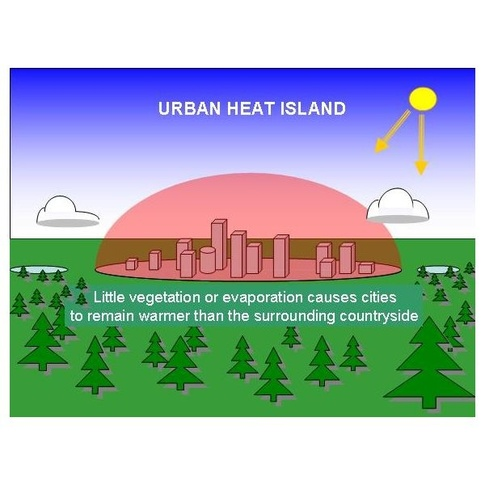 URBAN HEAT ISLAND
Little vegetation or evaporation causes cities
to remain warmer than the surrounding countryside